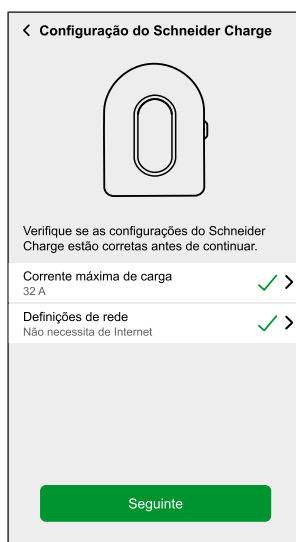 Configuração do Schneider Charge
Verifique se as configurações do Schneider
Charge estão corretas antes de continuar.
Corrente máxima de carga
32 A
Definições de rede
Não necessita de Internet
Seguinte